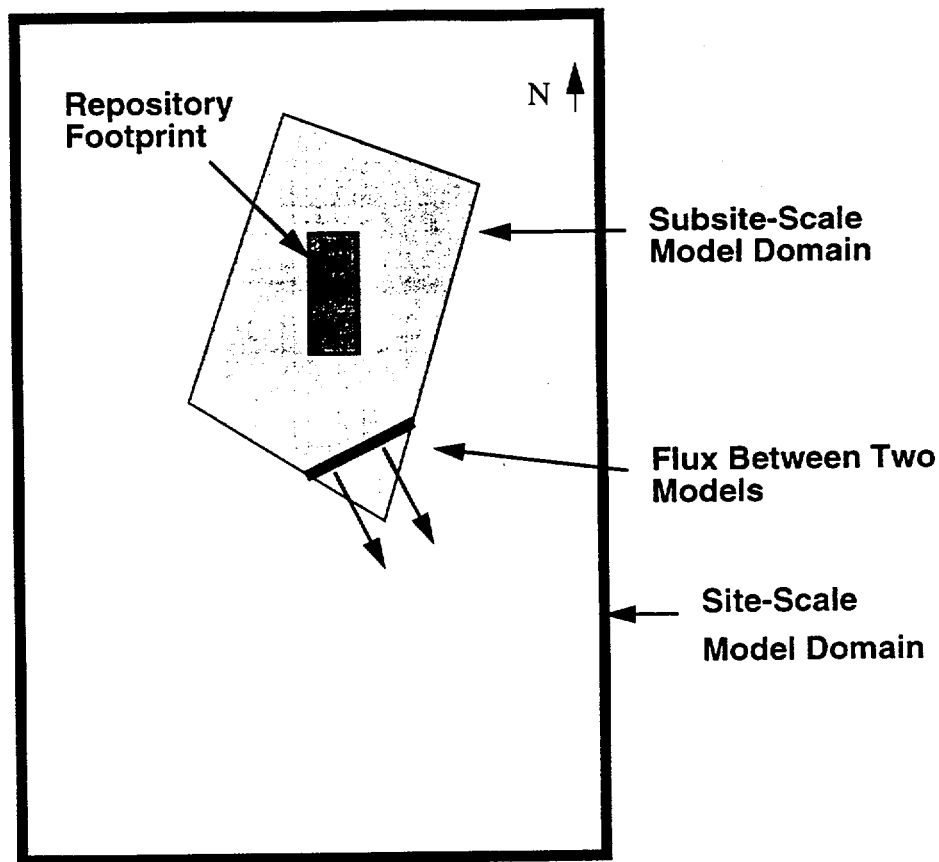 N
Repository
Footprint
Subsite-Scale
Model Domain
Flux Between Two
Models
Site-Scale
Model Domain